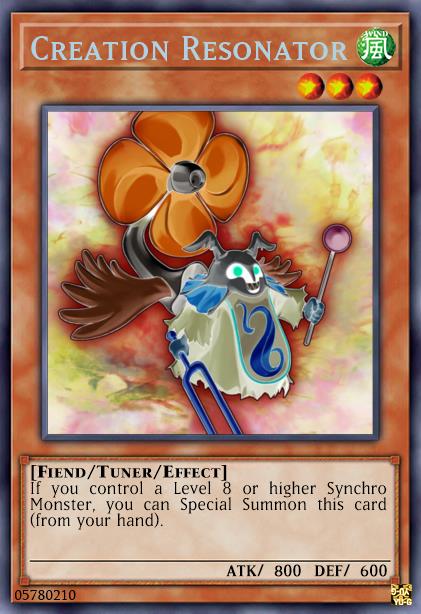 CREATION RESONATOR
WIND
風
[FIEND/TUNER/EFFECT]
If you control a Level 8 or higher Synchro
Monster, you can Special Summon this card
(from your hand).
ATK/ 800 DEF/ 600
05780210